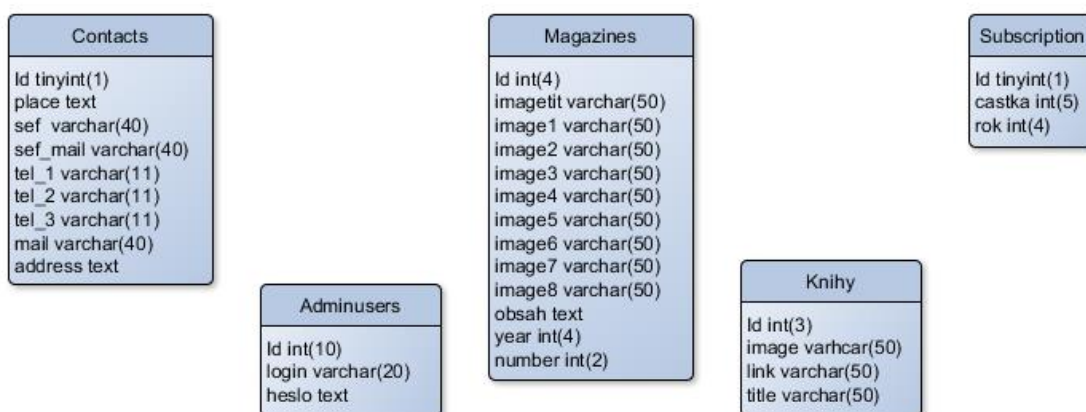 Contacts
Id tinyint(1)
place text
sef varchar(40)
sef_mail varchar(40)
tel_1 varchar(11)
tel_2 varchar(11)
tel_3 varchar(11)
mail varchar(40)
address text
Adminusers
Id int(10)
login varchar(20)
heslo text
Magazines
Id int(4)
imagetit varchar(50)
image1 varchar(50)
image2 varchar(50)
image3 varchar(50)
image4 varchar(50)
image5 varchar(50)
image6 varchar(50)
image7 varchar(50)
image8 varchar(50)
obsah text
year int(4)
number int(2)
Knihy
Id int(3)
image varhcar(50)
link varchar(50)
title varchar(50)
Subscription
Id tinyint(1)
castka int(5)
rok int(4)